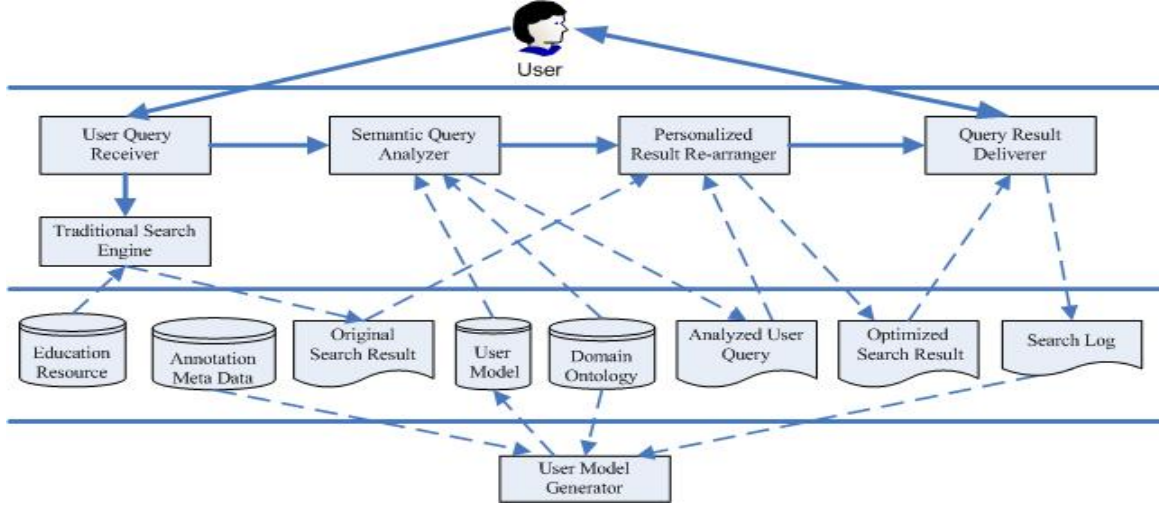 User
User Query
Receiver
Semantic Query
Analyzer
Personalized
Result Re-arranger
Query Result
Deliverer
Traditional Search
Engine
Education
Resource
Annotation
Meta Data
Original
Search Result
User
Model
Domain
Ontology
Analyzed User
Query
Optimized
Search Result
Search Log
User Model
Generator